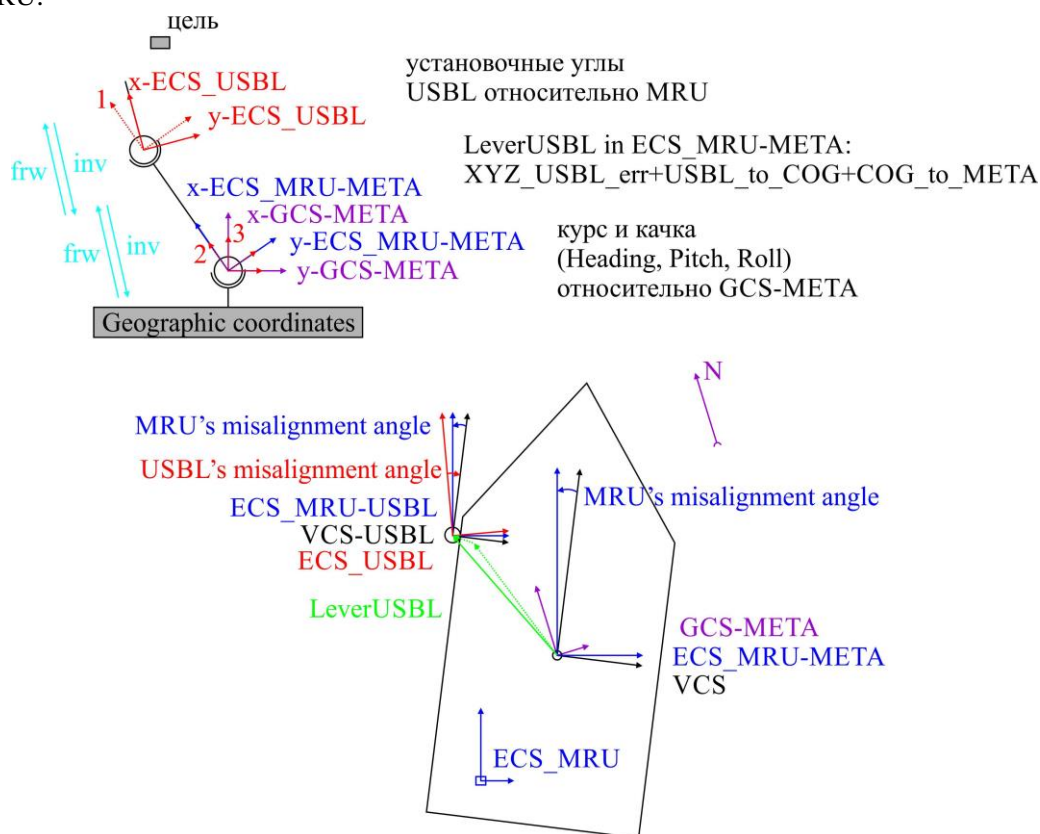 RU.
цель
x-ECS_USBL
1
y-ECS_USBL
установочные углы
USBL относительно MRU
frw
inv
LeverUSBL in ECS_MRU-META:
XYZ_USBL_err+USBL_to_COG+COG_to_META
x-ECS_MRU-META
x-GCS-META
3
y-ECS_MRU-META
2
y-GCS-META
frw
inv
курс и качка
(Heading, Pitch, Roll)
относительно GCS-META
Geographic coordinates
N
MRU’s misalignment angle
USBL’s misalignment angle
ECS_MRU-USBL
VCS-USBL
ECS_USBL
MRU’s misalignment angle
LeverUSBL
GCS-META
ECS_MRU-META
VCS
ECS_MRU